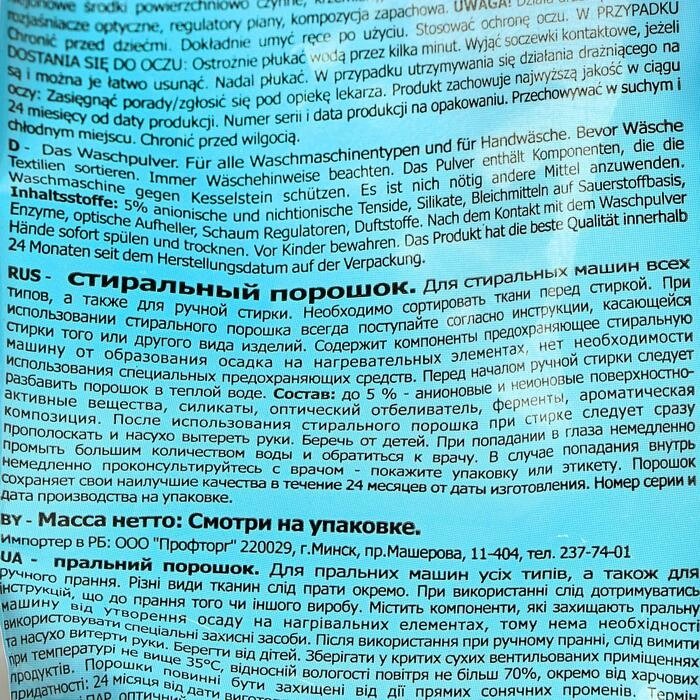 niejonowe środki powierzchniowo czynne,
rozjaśniacze optyczne, regulatory piany, kompozycja zapachowa. UWAGA!
Chronić przed dziećmi. Dokładnie umyć ręce po użyciu. Stosować ochronę oczu. W PRZYPADKU
DOSTANIA SIĘ DO OCZU: Ostrożnie płukać wodą przez kilka minut. Wyjąć soczewki kontaktowe, jeżeli
są i można je łatwo usunąć. Nadal płukać. W przypadku utrzymywania się działania drażniącego na
oczy: Zasięgnąć porady/zgłosić się pod opiekę lekarza. Produkt zachowuje najwyższą jakość w ciągu
24 miesięcy od daty produkcji. Numer serii i data produkcji na opakowaniu. Przechowywać w suchym i
chłodnym miejscu. Chronić przed wilgocią.
D - Das Waschpulver. Für alle Waschmaschinentypen und für Handwäsche. Bevor Wäsche
Textilien sortieren. Immer Wäschehinweise beachten. Das Pulver enthält Komponenten, die die
Waschmaschine gegen Kesselstein schützen. Es ist nich nötig andere Mittel anzuwenden.
Inhaltsstoffe: 5% anionische und nichtionische Tenside, Silikate, Bleichmitteln auf Sauerstoffbasis,
Enzyme, optische Aufheller, Schaum Regulatoren, Duftstoffe. Nach dem Kontakt mit dem Waschpulver
Hände sofort spülen und trocknen. Vor Kinder bewahren. Das Produkt hat die beste Qualität innerhalb
24 Monaten seit dem Herstellungsdatum auf der Verpackung.
RUS - стиральный порошок. Для стиральных машин всех
типов, а также для ручной стирки. Необходимо сортировать ткани перед стиркой. При
использовании стирального порошка всегда поступайте согласно инструкции, касающейся
стирки того или другого вида изделий. Содержит компоненты предохраняющее стиральную
машину от образования осадка на нагревательных элементах, нет необходимости
использования специальных предохраняющих средств. Перед началом ручной стирки следует
разбавить порошок в теплой воде. Состав: до 5 % - анионовые и неионовые поверхностно-
активные вещества, силикаты, оптический отбеливатель, ферменты, ароматическая
композиция. После использования стирального порошка при стирке следует сразу
прополоскать и насухо вытереть руки. Беречь от детей. При попадании в глаза немедленно
промыть большим количеством воды и обратиться к врачу. В случае попадания внутрь
немедленно проконсультируйтесь с врачом - покажите упаковку или этикету. Порошок
сохраняет свои наилучшие качества в течение 24 месяцев от даты изготовления. Номер серии и
дата производства на упаковке.
BY - Масса нетто: Смотри на упаковке.
Импортер в РБ: ООО "Профторг" 220029, г.Минск, пр.Машерова, 11-404, тел. 237-74-01
UA - пральний порошок. Для пральних машин усіх типів, а також для
ручного прання. Різні види тканин слід прати окремо. При використанні слід дотримуватись
інструкцій, що до прання того чи іншого виробу. Містить компоненти, які захищають пральну
машину від утворення осаду на нагрівальних елементах, тому нема необхідності
використовувати спеціальні захисні засоби. Після використання при ручному пранні, слід вимити
та насухо витерти руки. Берегти від дітей. Зберігати у критих сухих вентильованих приміщеннях
при температурі не вище 35°С, відносній вологості повітря не більш 70%, окремо від харчових
продуктів. Порошки повинні бути захищені від дії прямих сонячних променів.
придатності: 24 місяця від дати